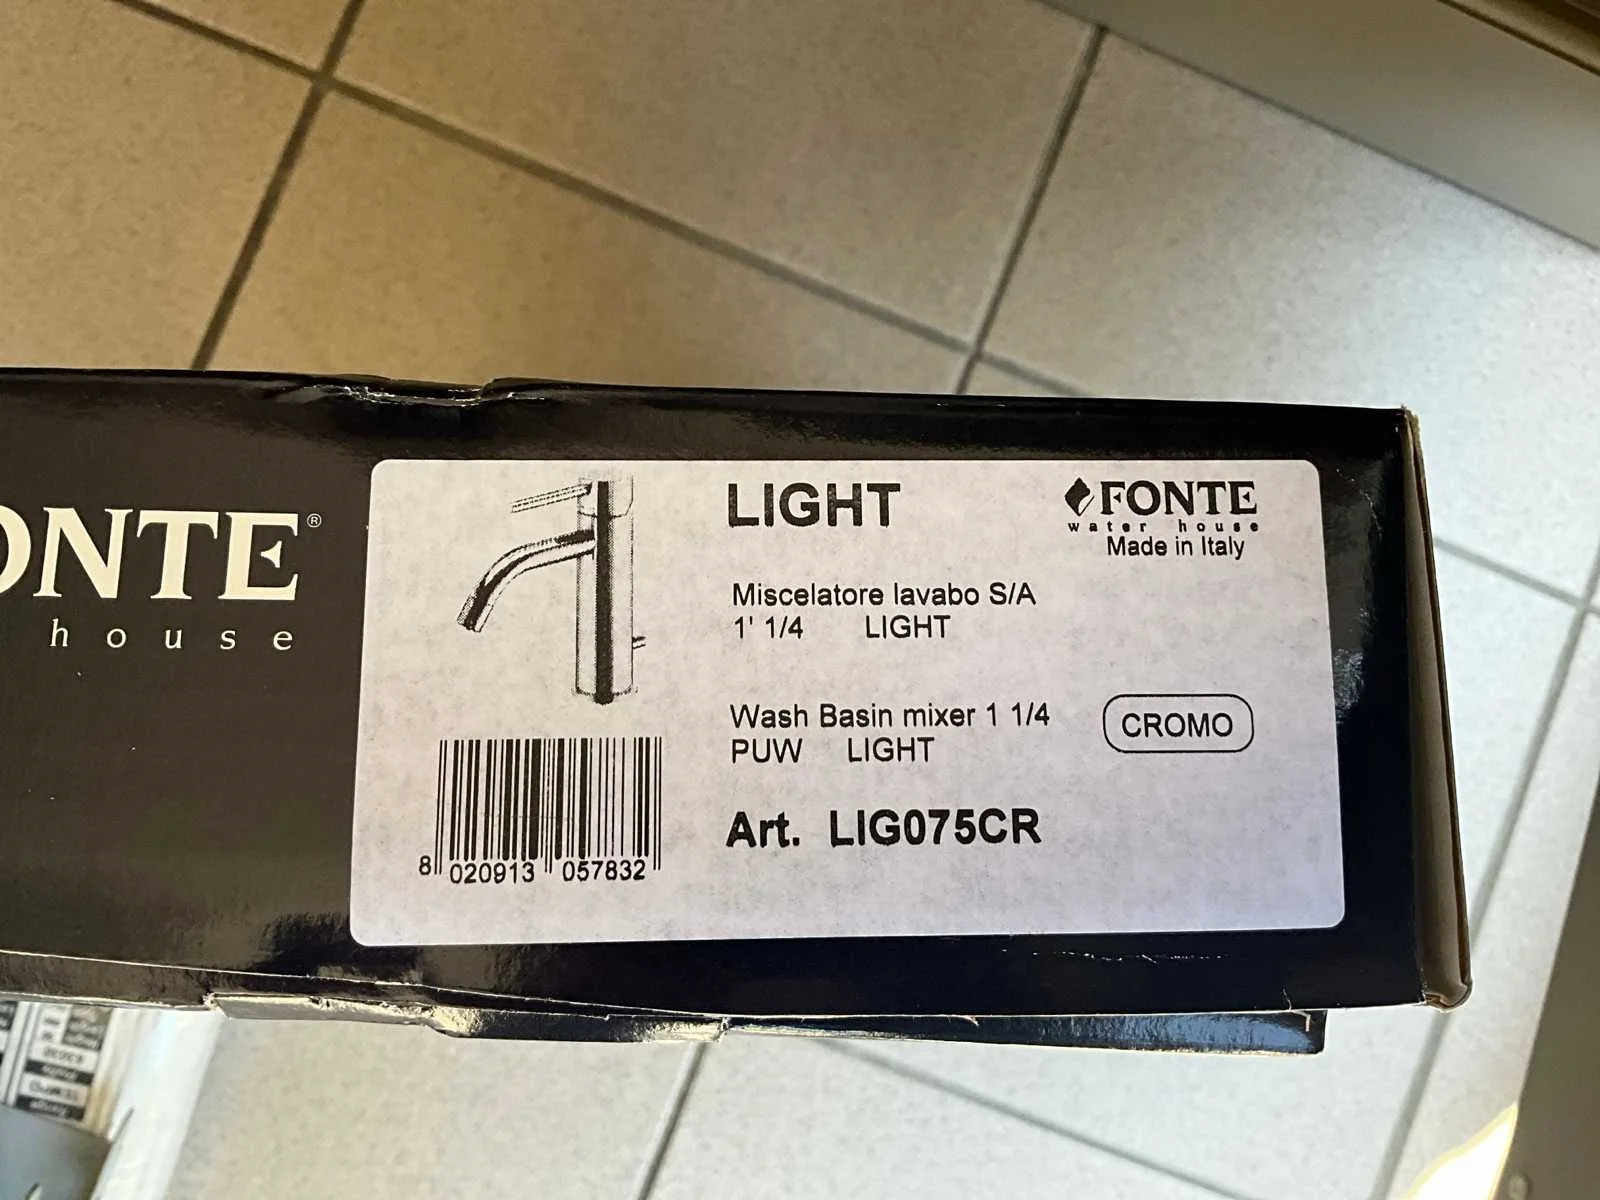 ONTE®
house
LIGHT
FONTE
water house
Made in Italy
Miscelatore lavabo S/A
1' 1/4 LIGHT
Wash Basin mixer 1 1/4
PUW LIGHT
CROMO
Art. LIG075CR
8 020913 057832